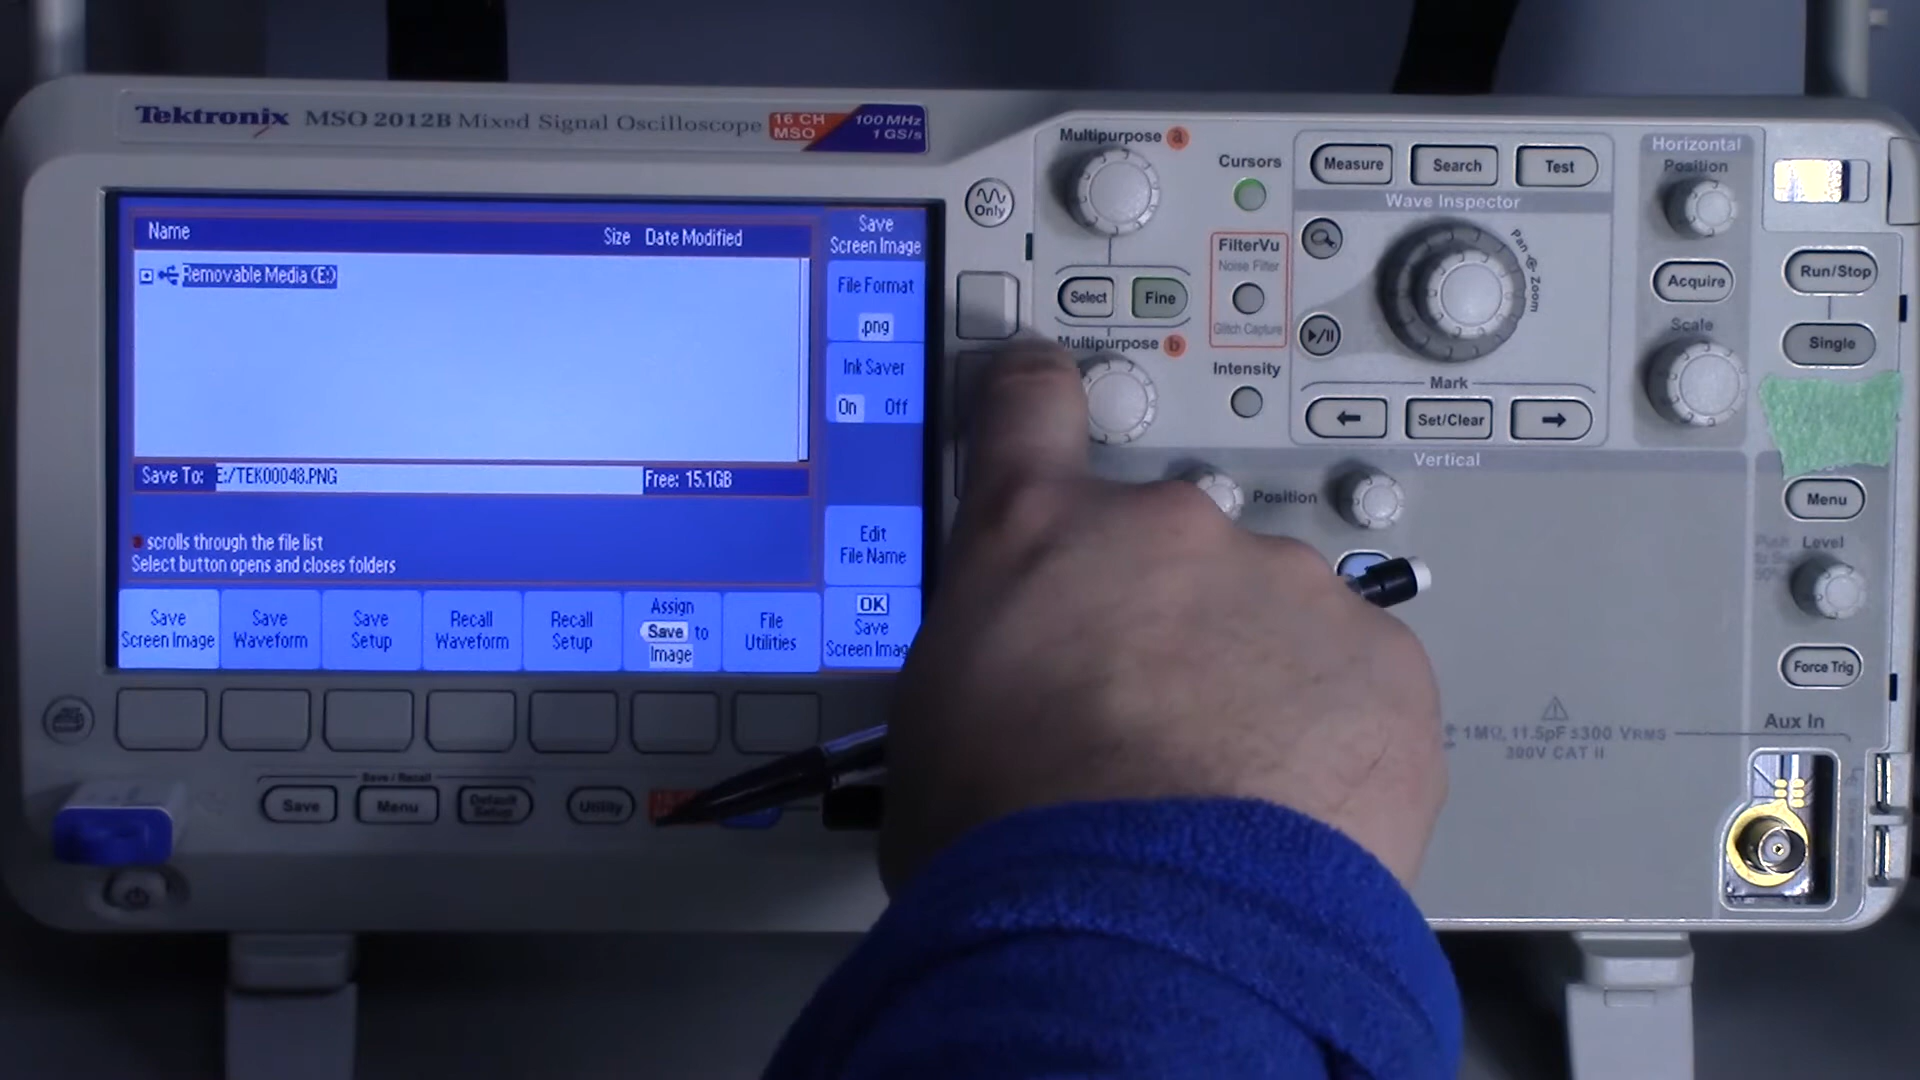 Tektronix MSO 2012B Mixed Signal Oscilloscope
16 CH
MSO
100 MHz
1 GS/s
Name Size Date Modified
Removable Media (E:)
Save To: E:/TEK00048.PNG Free: 15.1GB
scrolls through the file list
Select button opens and closes folders
Save
Screen Image
File Format
.png
Ink Saver
On Off
Edit
File Name
OK
Save
Screen Imag
Save
Screen Image
Save
Waveform
Save
Setup
Recall
Waveform
Recall
Setup
Assign
Save to
Image
File
Utilities
Save / Recall
Save
Menu
Default
Setup
Utility
Only
Multipurpose a
Select
Fine
Multipurpose b
Cursors
FilterVu
Noise Filter
Glitch Capture
Intensity
Measure
Search
Test
Wave Inspector
Pan
Zoom
Mark
Set/Clear
Horizontal
Position
Acquire
Scale
Run/Stop
Single
Vertical
Position
Menu
Level
Force Trig
Aux In
1MΩ, 11.5pF ±300 VRMS
300V CAT II